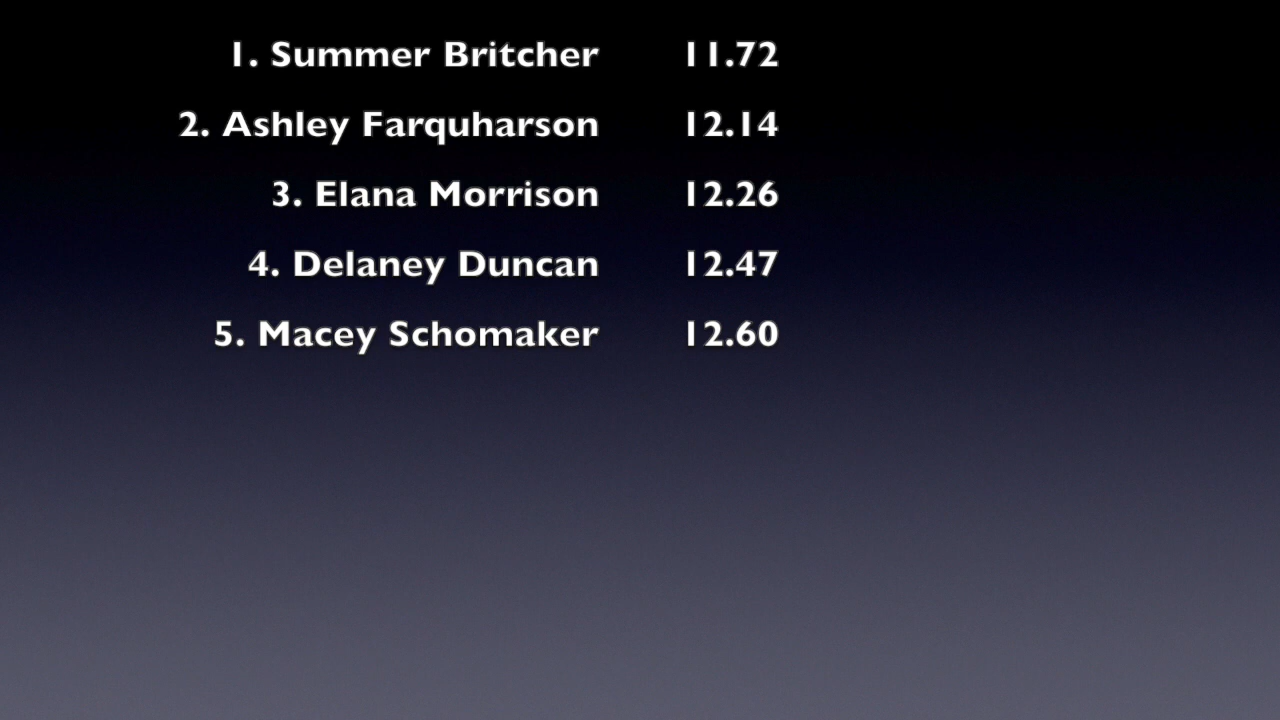 1. Summer Britcher 11.72
2. Ashley Farquharson 12.14
3. Elana Morrison 12.26
4. Delaney Duncan 12.47
5. Macey Schomaker 12.60